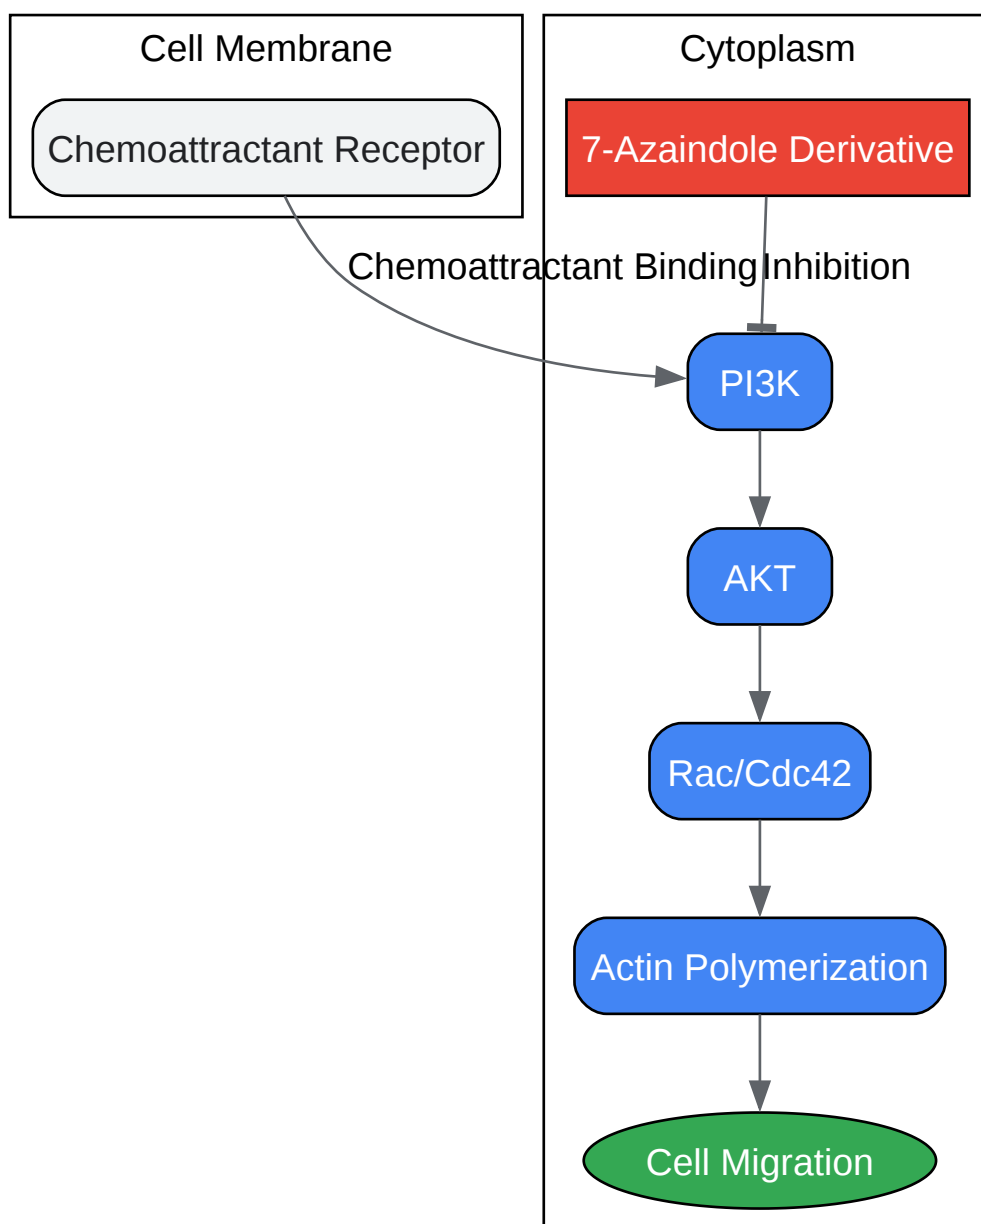 Cell Membrane
Cytoplasm
Chemoattractant Receptor
7-Azaindole Derivative
Chemoattractant Binding
Inhibition
PI3K
AKT
Rac/Cdc42
Actin Polymerization
Cell Migration